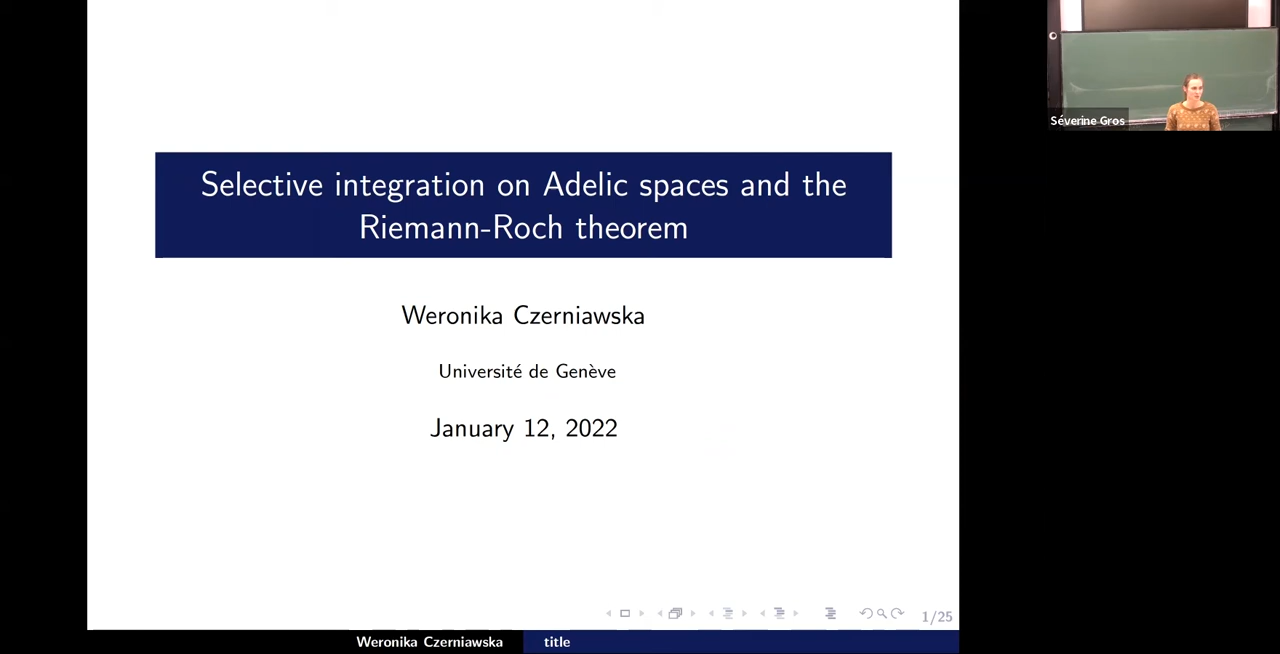 Selective integration on Adelic spaces and the
Riemann-Roch theorem
Weronika Czerniawska
Université de Genève
January 12, 2022
1/25
Weronika Czerniawska title
Séverine Gros